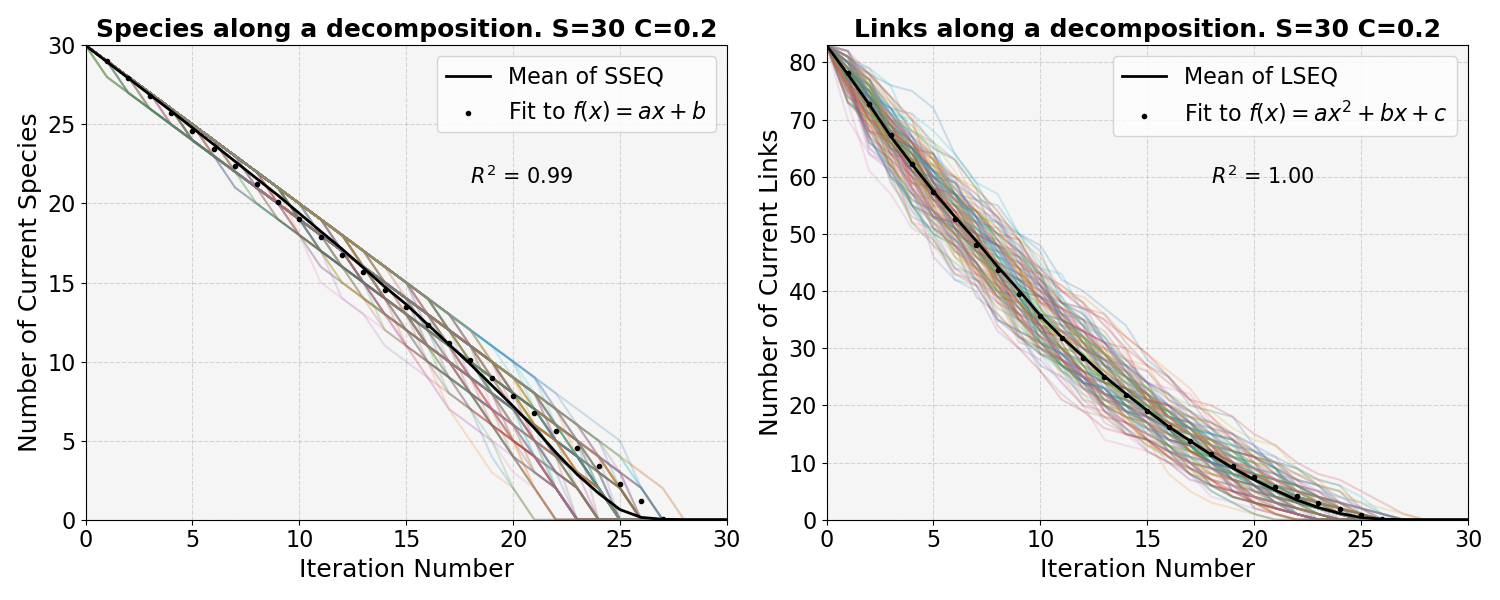 Species along a decomposition. S=30 C=0.2
30
25
20
15
10
5
0
Number of Current Species
Mean of SSEQ
Fit to f(x) = ax + b
R² = 0.99
0 5 10 15 20 25 30
Iteration Number
Links along a decomposition. S=30 C=0.2
80
70
60
50
40
30
20
10
0
Number of Current Links
Mean of LSEQ
Fit to f(x) = ax² + bx + c
R² = 1.00
0 5 10 15 20 25 30
Iteration Number